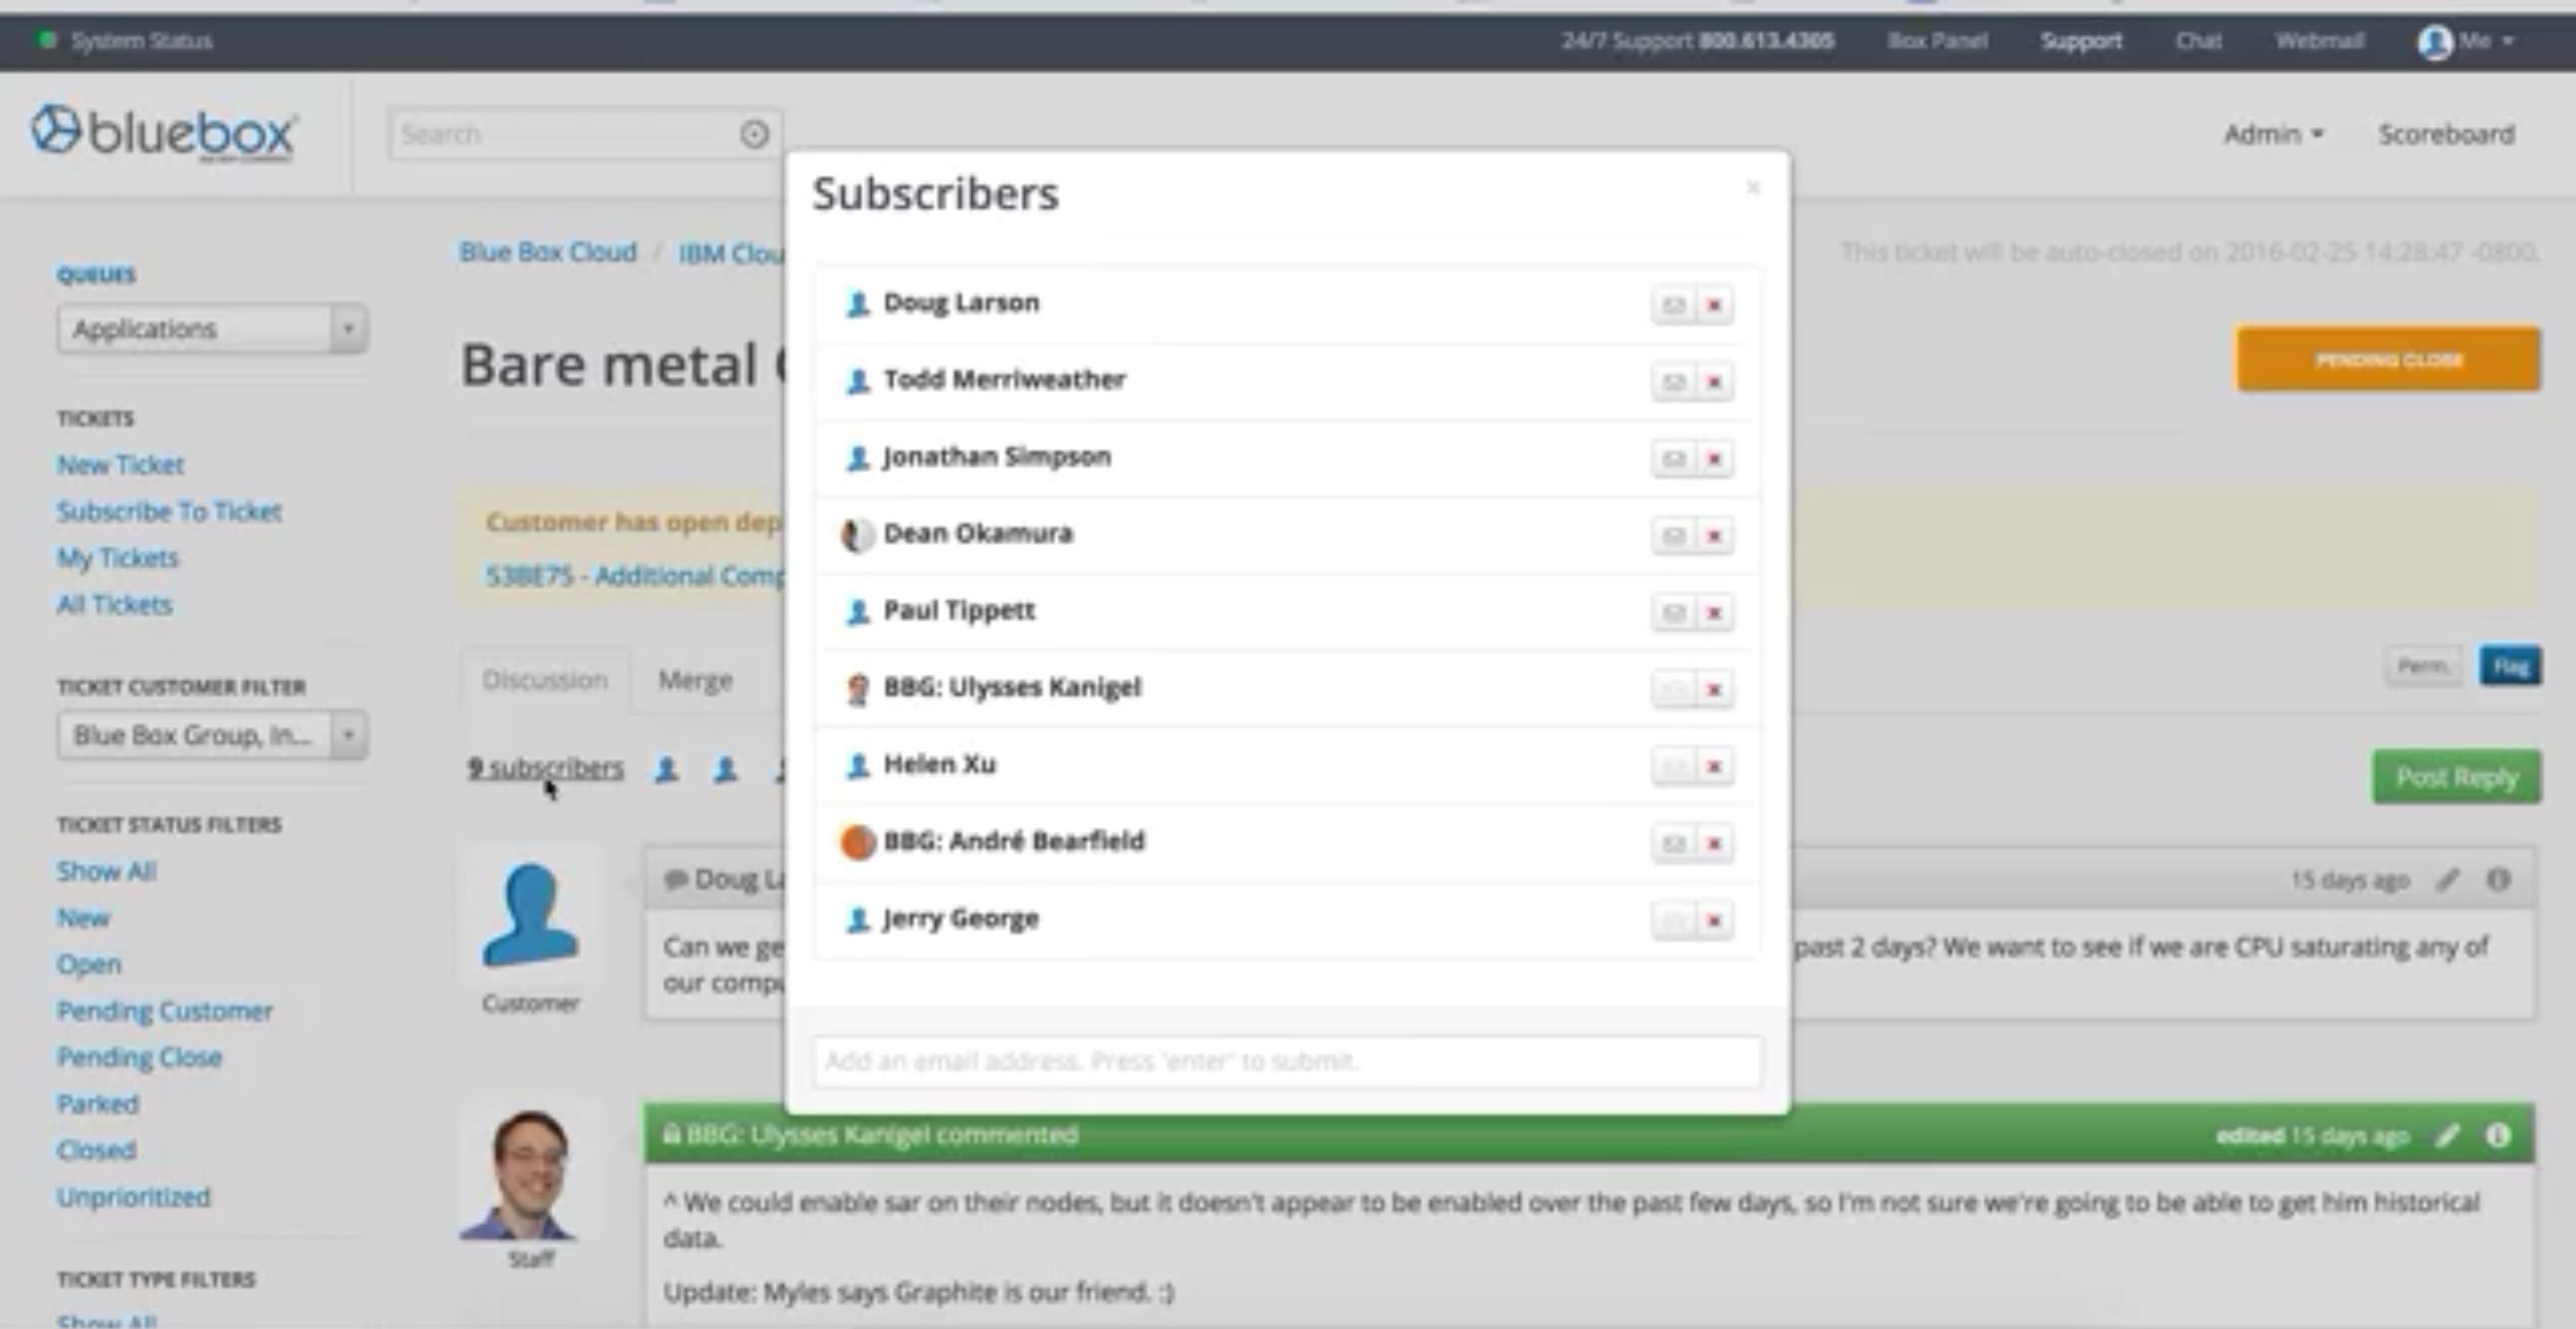 System Status
24/7 Support 800.613.4305 Box Panel Support Chat Webmail Me
bluebox
Search
Admin Scoreboard
Blue Box Cloud / IBM Clou
This ticket will be auto-closed on 2016-02-25 14:28:47 -0800.
Bare metal
PENDING CLOSE
Customer has open dep
53BE75 - Additional Comp
Discussion Merge
Perm. Flag
9 subscribers
Post Reply
QUEUES
Applications
TICKETS
New Ticket
Subscribe To Ticket
My Tickets
All Tickets
TICKET CUSTOMER FILTER
Blue Box Group, In...
TICKET STATUS FILTERS
Show All
New
Open
Pending Customer
Pending Close
Parked
Closed
Unprioritized
TICKET TYPE FILTERS
Show All
Subscribers
×
Doug Larson
Todd Merriweather
Jonathan Simpson
Dean Okamura
Paul Tippett
BBG: Ulysses Kanigel
Helen Xu
BBG: André Bearfield
Jerry George
Add an email address. Press 'enter' to submit.
Customer
Doug La
15 days ago
Can we ge past 2 days? We want to see if we are CPU saturating any of
our compu
Staff
BBG: Ulysses Kanigel commented
edited 15 days ago
^ We could enable sar on their nodes, but it doesn't appear to be enabled over the past few days, so I'm not sure we're going to be able to get him historical
data.
Update: Myles says Graphite is our friend. :)